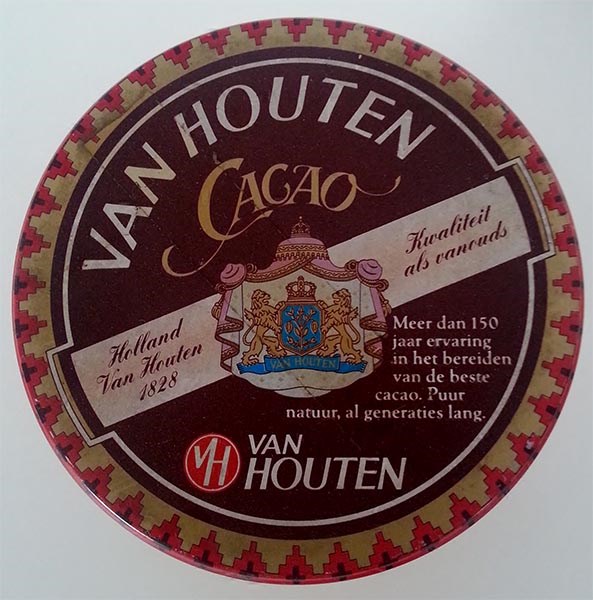 VAN HOUTEN
CACAO
Kwaliteit
als vanouds
Holland
Van Houten
1828
VAN HOUTEN
Meer dan 150
jaar ervaring
in het bereiden
van de beste
cacao. Puur
natuur, al generaties lang.
VH VAN
HOUTEN